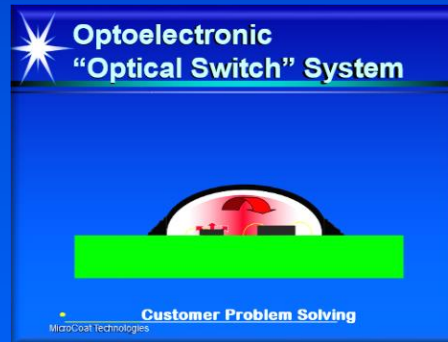 Optoelectronic
“Optical Switch” System
• Customer Problem Solving
MicroCoat Technologies